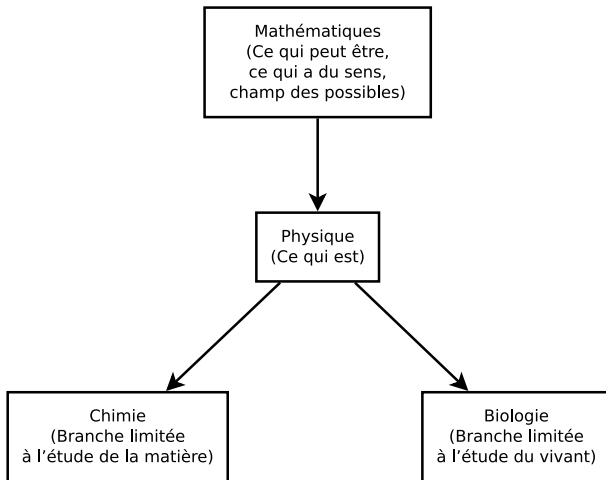 Mathématiques
(Ce qui peut être,
ce qui a du sens,
champ des possibles)
Physique
(Ce qui est)
Chimie
(Branche limitée
à l’étude de la matière)
Biologie
(Branche limitée
à l’étude du vivant)